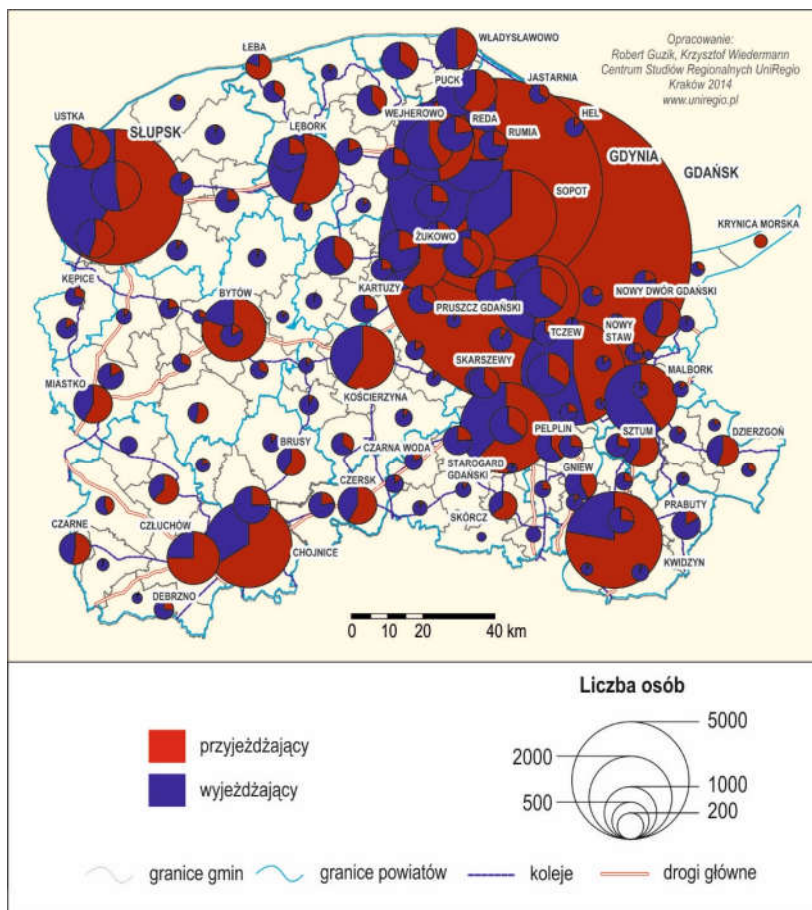 Opracowanie:
Robert Guzik, Krzysztof Wiedermann
Centrum Studiów Regionalnych UniRegio
Kraków 2014
www.uniregio.pl
WŁADYSŁAWOWO
ŁEBA
PUCK
JASTARNIA
USTKA
SŁUPSK
LĘBORK
WEJHEROWO
REDA
HEL
RUMIA
GDYNIA
GDAŃSK
SOPOT
KRYNICA MORSKA
ŻUKOWO
KĘPICE
BYTÓW
KARTUZY
NOWY DWÓR GDAŃSKI
PRUSZCZ GDAŃSKI
TCZEW
NOWY
STAW
SKARSZEWY
MALBORK
MIASTKO
KOŚCIERZYNA
BRUSY
CZARNA WODA
PELPLIN
SZTUM
DZIERZGOŃ
STAROGARD
GDAŃSKI
GNIEW
CZERSK
SKÓRCZ
PRABUTY
CZARNE
CZŁUCHÓW
CHOJNICE
KWIDZYN
DEBRZNO
0 10 20 40 km
Liczba osób
5000
2000
1000
500
200
przyjeżdżający
wyjeżdżający
granice gmin
granice powiatów
koleje
drogi główne